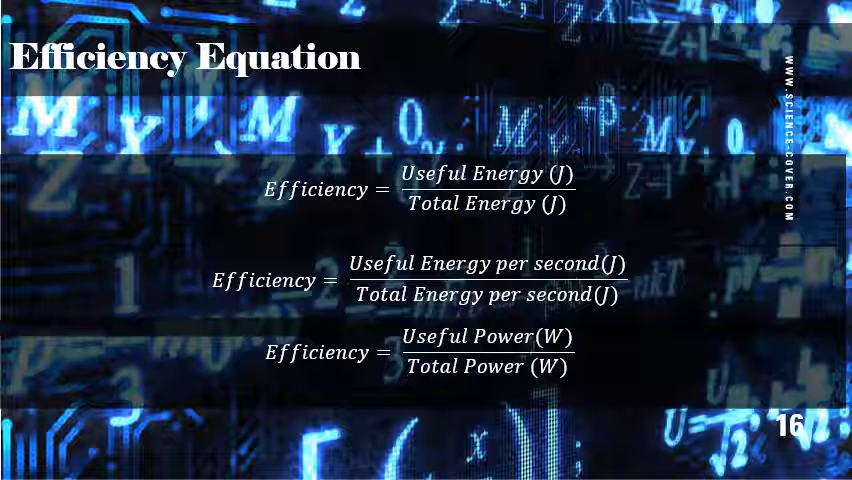 Efficiency Equation
WWW.SCIENCE-COVER.COM
Efficiency = Useful Energy (J) / Total Energy (J)
Efficiency = Useful Energy per second(J) / Total Energy per second(J)
Efficiency = Useful Power(W) / Total Power (W)
16